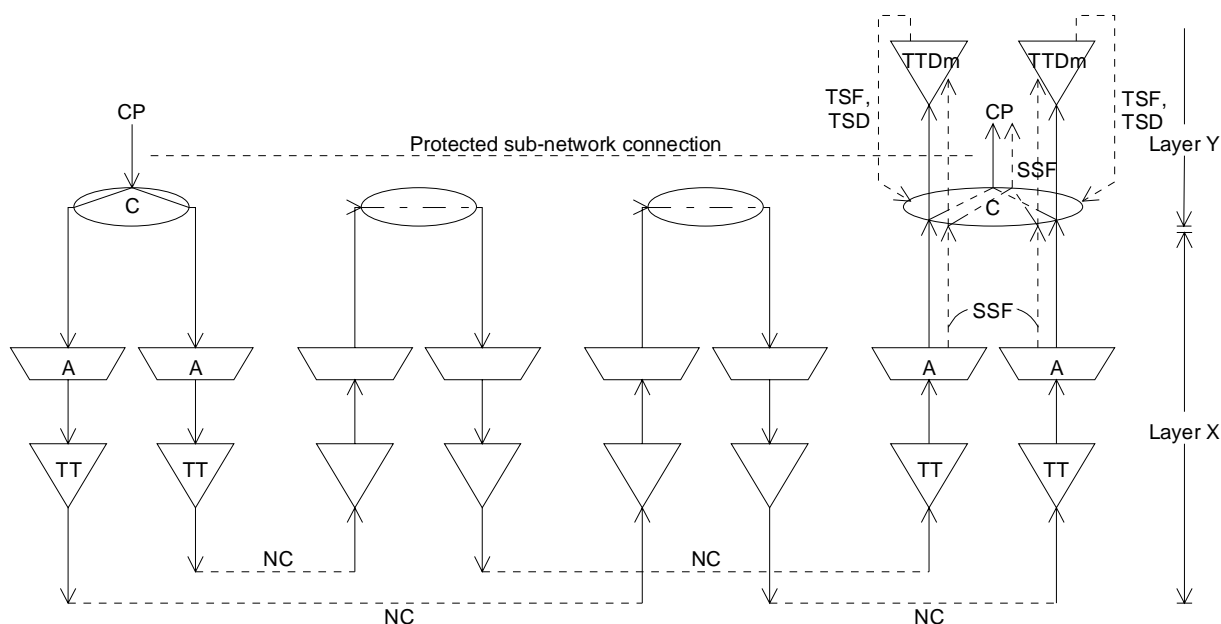 TTDm
TTDm
TSF,
TSD
CP
TSF,
TSD
CP
Protected sub-network connection
Layer Y
SSF
C
C
SSF
A
A
A
A
Layer X
TT
TT
TT
TT
NC
NC
NC
NC